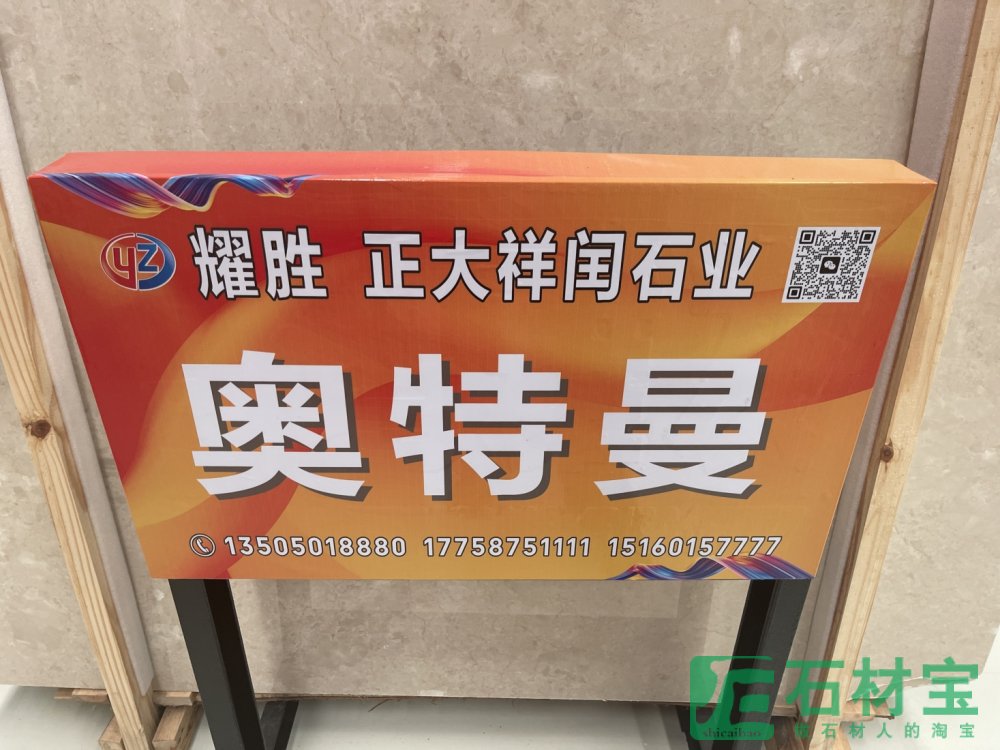 YZ 耀胜 正大祥闰石业
奥特曼
13505018880 17758751111 15160157777
石材宝
shicaibao 石材人的淘宝